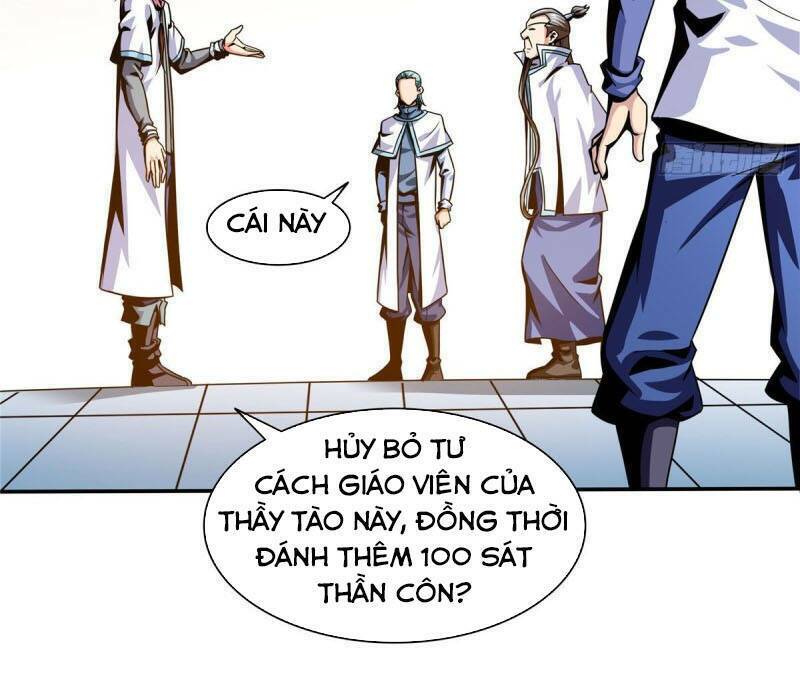 CÁI NÀY
HỦY BỎ TƯ
CÁCH GIÁO VIÊN CỦA
THẦY TÀO NÀY, ĐỒNG THỜI
ĐÁNH THÊM 100 SÁT
THẦN CÔN?